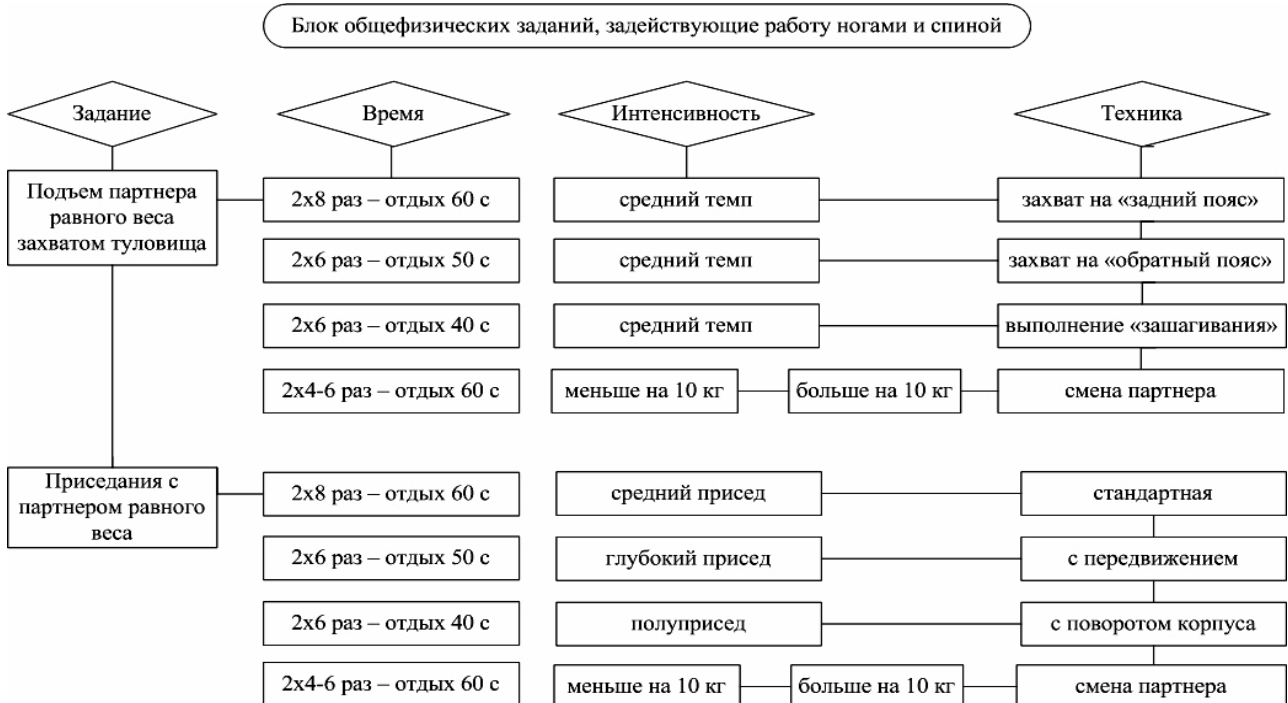 Блок общефизических заданий, задействующие работу ногами и спиной
Задание
Время
Интенсивность
Техника
Подъем партнера
равного веса
захватом туловища
2х8 раз – отдых 60 с
средний темп
захват на «задний пояс»
2х6 раз – отдых 50 с
средний темп
захват на «обратный пояс»
2х6 раз – отдых 40 с
средний темп
выполнение «зашагивания»
2х4-6 раз – отдых 60 с
меньше на 10 кг
больше на 10 кг
смена партнера
Приседания с
партнером равного
веса
2х8 раз – отдых 60 с
средний присед
стандартная
2х6 раз – отдых 50 с
глубокий присед
с передвижением
2х6 раз – отдых 40 с
полуприсед
с поворотом корпуса
2х4-6 раз – отдых 60 с
меньше на 10 кг
больше на 10 кг
смена партнера